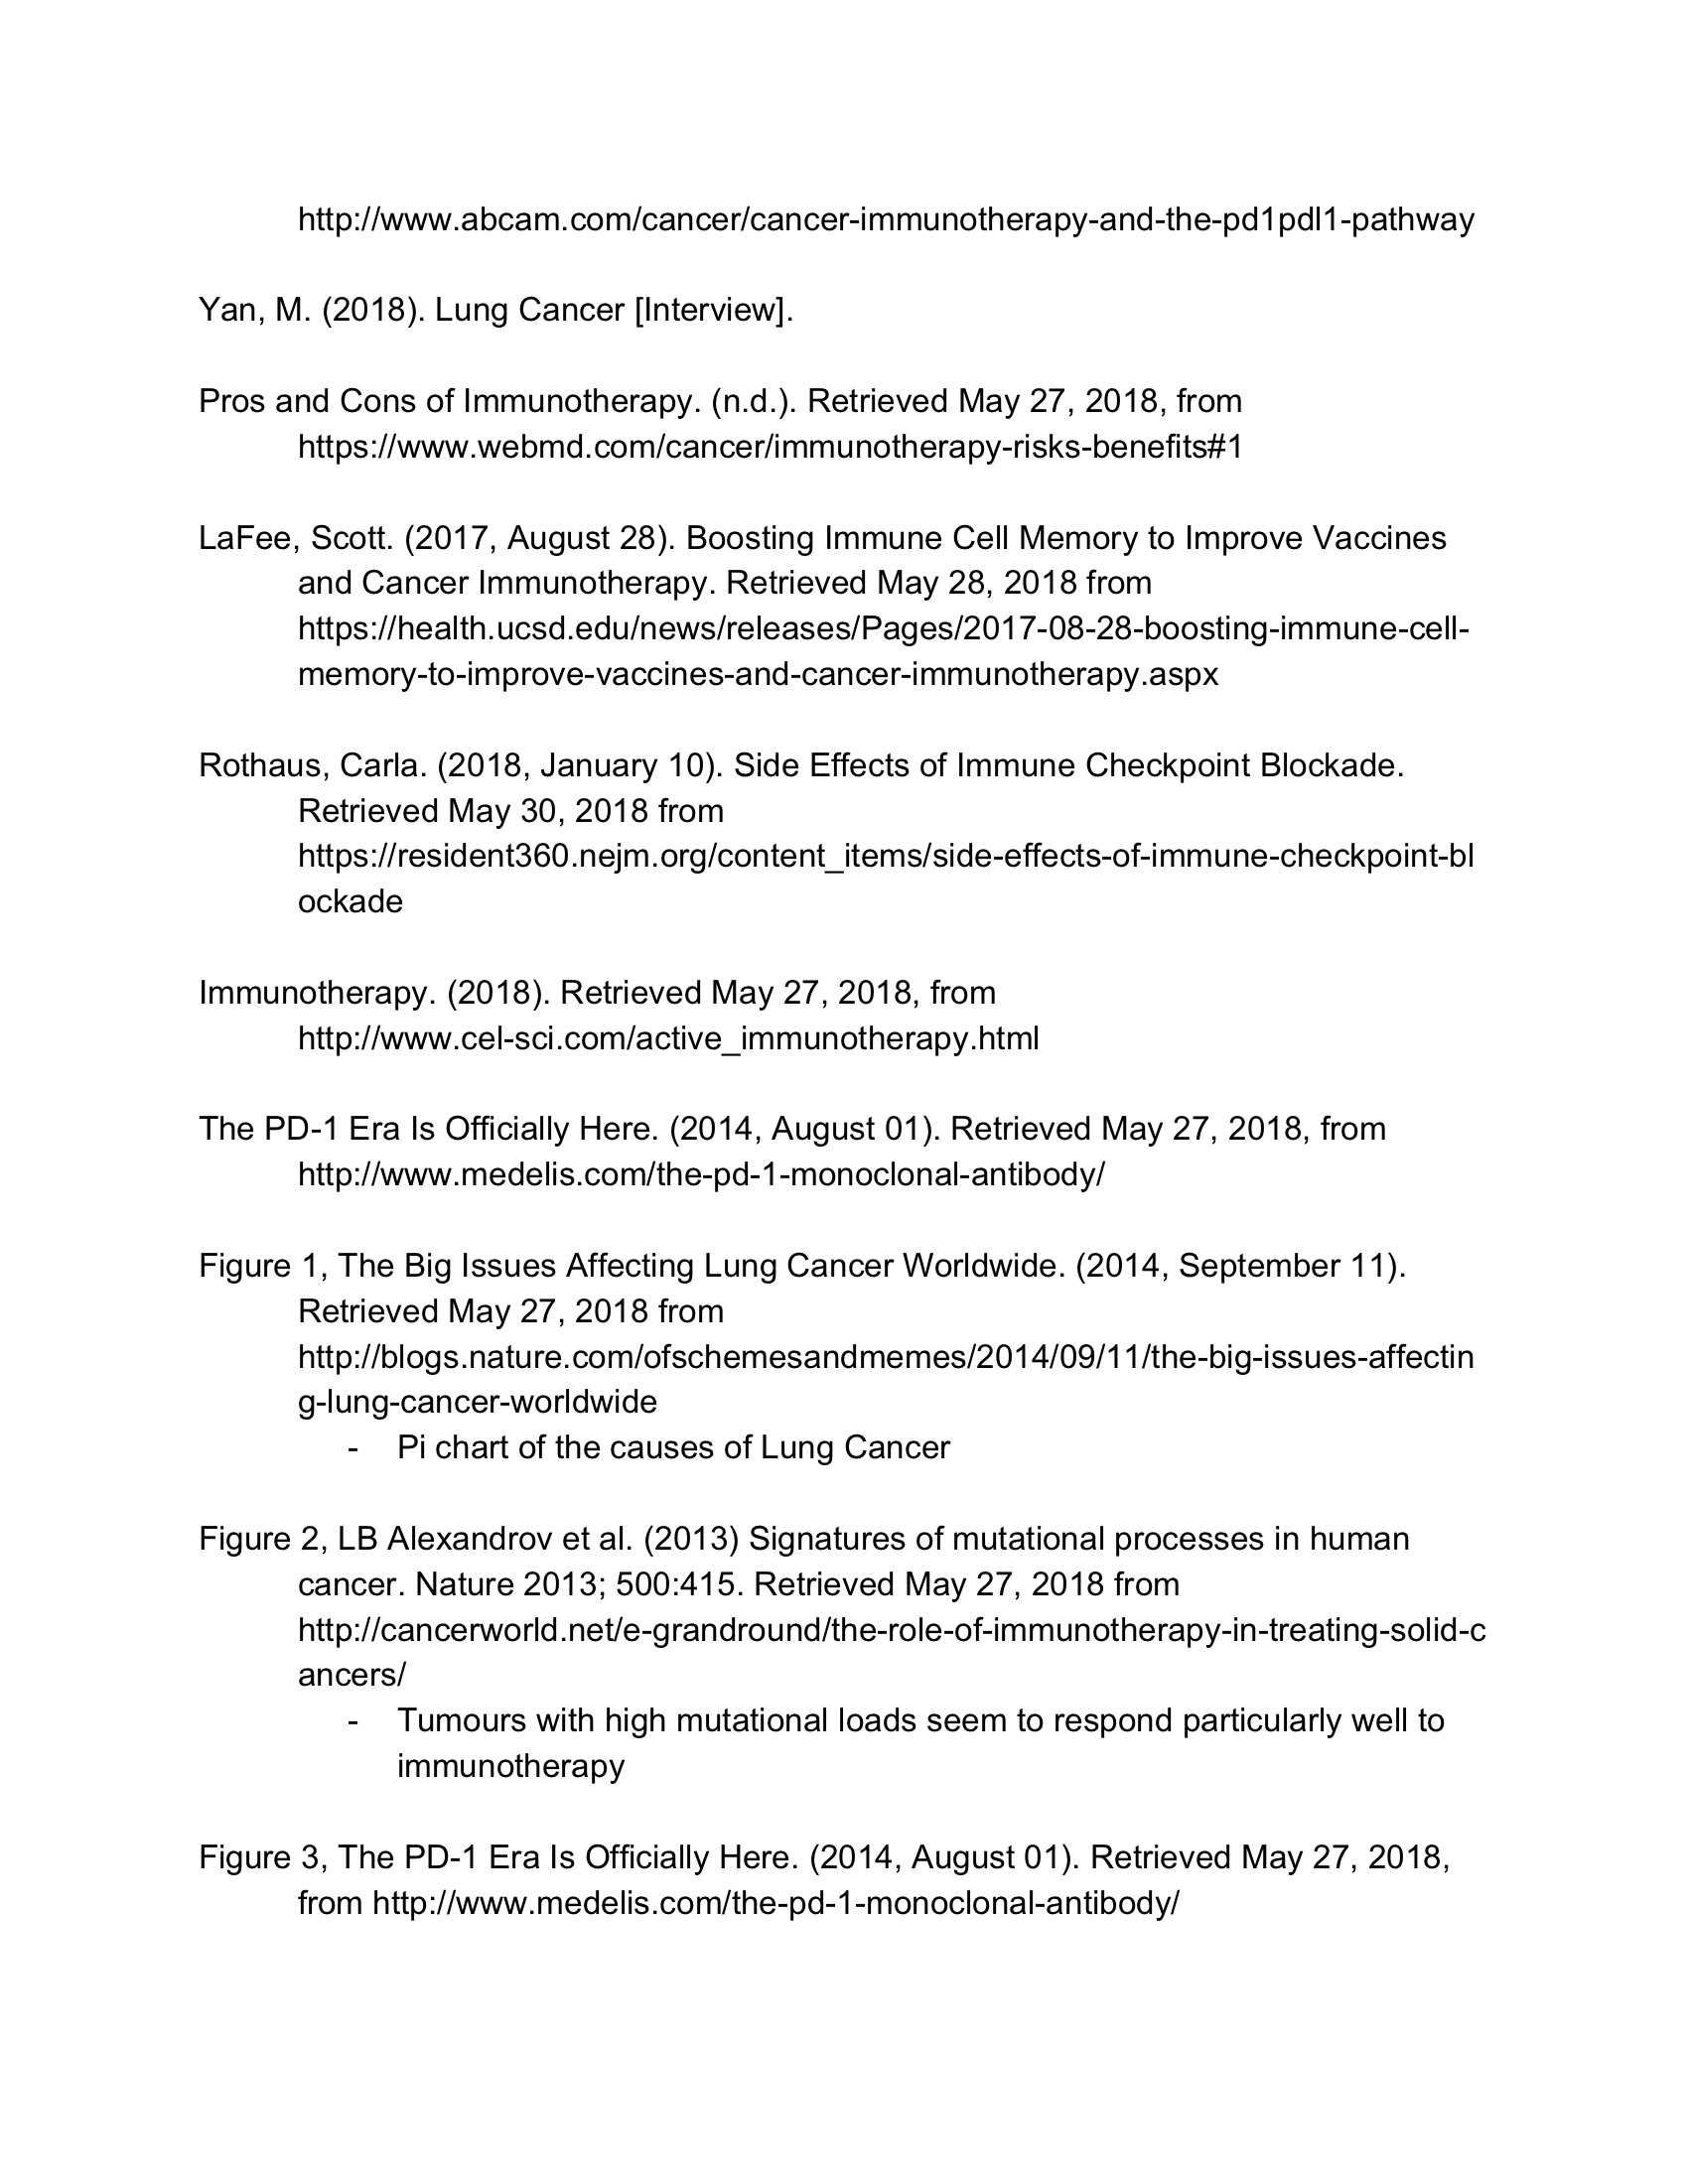 http://www.abcam.com/cancer/cancer-immunotherapy-and-the-pd1pdl1-pathway
Yan, M. (2018). Lung Cancer [Interview].
Pros and Cons of Immunotherapy. (n.d.). Retrieved May 27, 2018, from
https://www.webmd.com/cancer/immunotherapy-risks-benefits#1
LaFee, Scott. (2017, August 28). Boosting Immune Cell Memory to Improve Vaccines
and Cancer Immunotherapy. Retrieved May 28, 2018 from
https://health.ucsd.edu/news/releases/Pages/2017-08-28-boosting-immune-cell-
memory-to-improve-vaccines-and-cancer-immunotherapy.aspx
Rothaus, Carla. (2018, January 10). Side Effects of Immune Checkpoint Blockade.
Retrieved May 30, 2018 from
https://resident360.nejm.org/content_items/side-effects-of-immune-checkpoint-bl
ockade
Immunotherapy. (2018). Retrieved May 27, 2018, from
http://www.cel-sci.com/active_immunotherapy.html
The PD-1 Era Is Officially Here. (2014, August 01). Retrieved May 27, 2018, from
http://www.medelis.com/the-pd-1-monoclonal-antibody/
Figure 1, The Big Issues Affecting Lung Cancer Worldwide. (2014, September 11).
Retrieved May 27, 2018 from
http://blogs.nature.com/ofschemesandmemes/2014/09/11/the-big-issues-affectin
g-lung-cancer-worldwide
- Pi chart of the causes of Lung Cancer
Figure 2, LB Alexandrov et al. (2013) Signatures of mutational processes in human
cancer. Nature 2013; 500:415. Retrieved May 27, 2018 from
http://cancerworld.net/e-grandround/the-role-of-immunotherapy-in-treating-solid-c
ancers/
- Tumours with high mutational loads seem to respond particularly well to
immunotherapy
Figure 3, The PD-1 Era Is Officially Here. (2014, August 01). Retrieved May 27, 2018,
from http://www.medelis.com/the-pd-1-monoclonal-antibody/